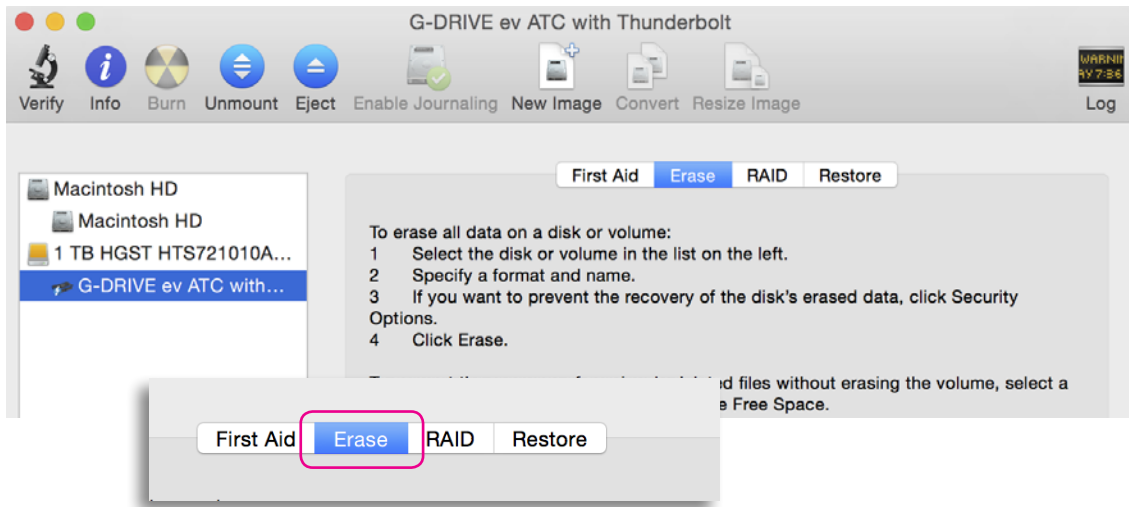 G-DRIVE ev ATC with Thunderbolt
Verify Info Burn Unmount Eject Enable Journaling New Image Convert Resize Image Log
WARNIN
AY 7:86
First Aid Erase RAID Restore
Macintosh HD
Macintosh HD
1 TB HGST HTS721010A...
G-DRIVE ev ATC with...
To erase all data on a disk or volume:
1 Select the disk or volume in the list on the left.
2 Specify a format and name.
3 If you want to prevent the recovery of the disk's erased data, click Security
Options.
4 Click Erase.
files without erasing the volume, select a
Free Space.
First Aid Erase RAID Restore